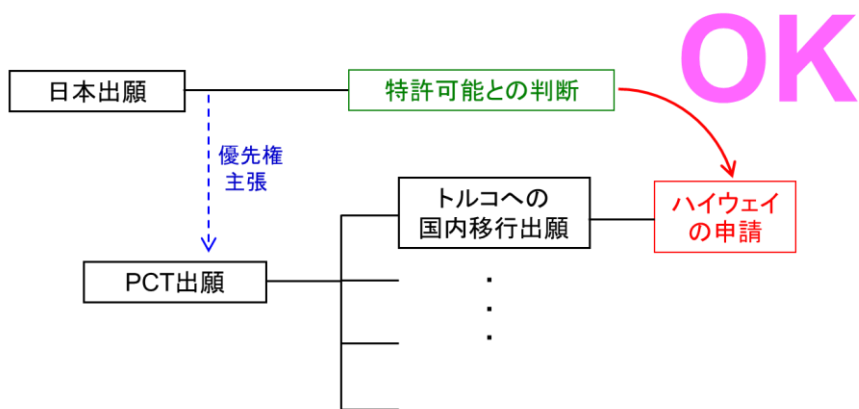 OK
日本出願
特許可能との判断
優先権
主張
トルコへの
国内移行出願
ハイウェイ
の申請
PCT出願